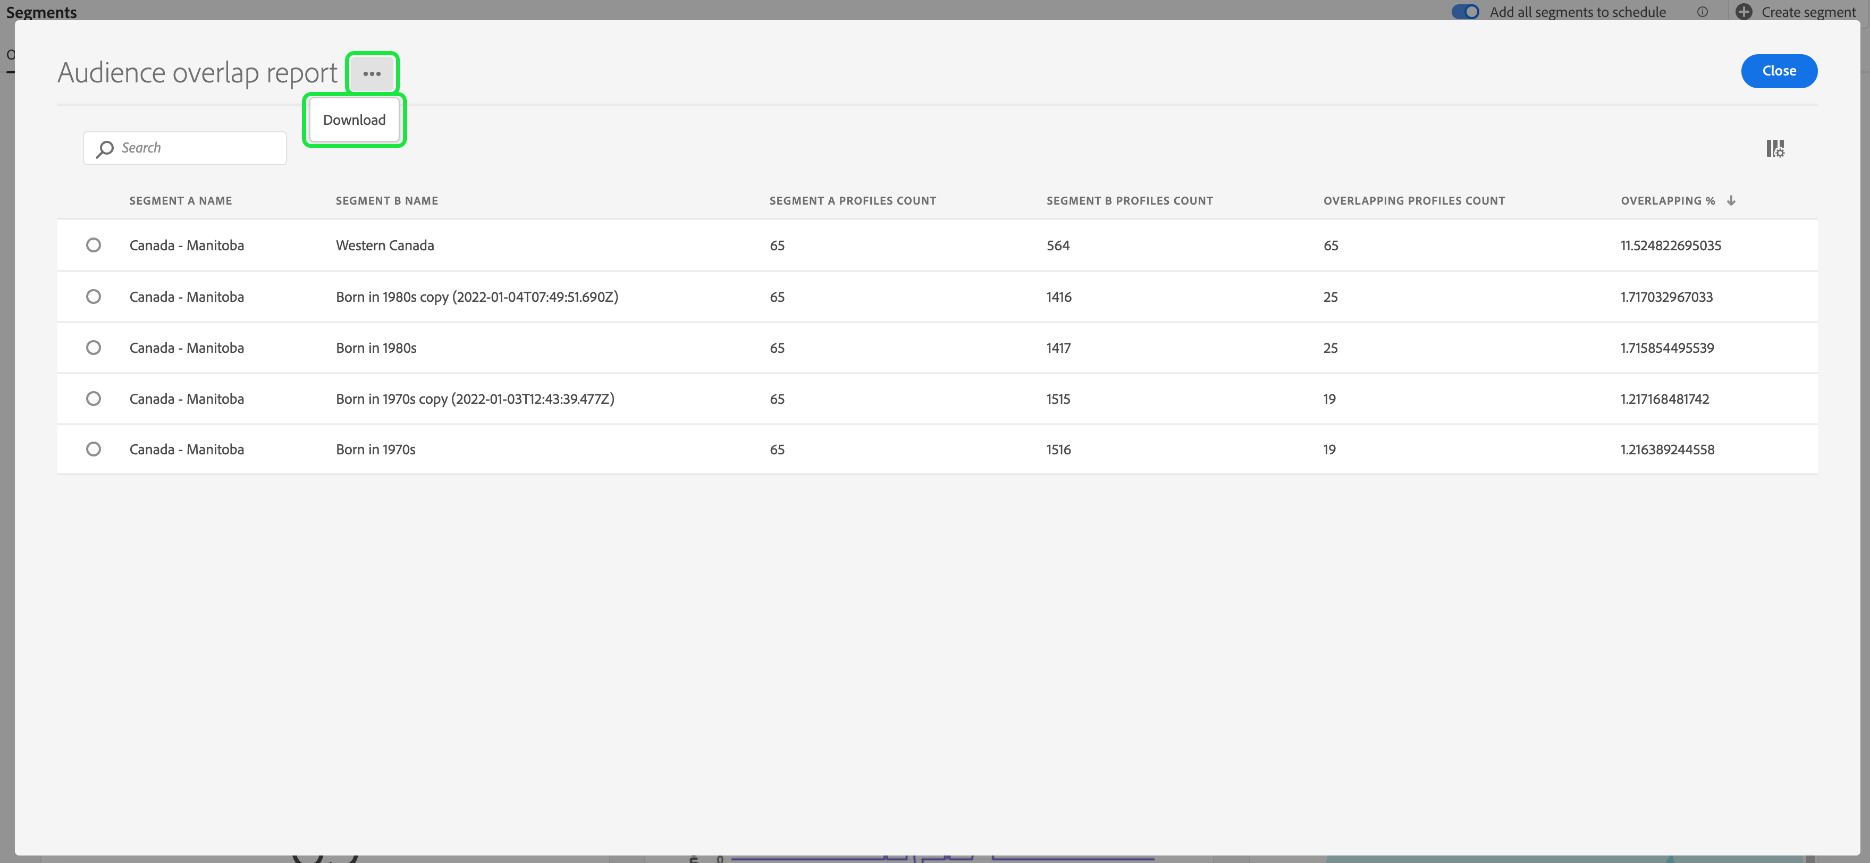 Segments
Add all segments to schedule
Create segment
Audience overlap report
Close
Download
Search
SEGMENT A NAME SEGMENT B NAME SEGMENT A PROFILES COUNT SEGMENT B PROFILES COUNT OVERLAPPING PROFILES COUNT OVERLAPPING %
Canada - Manitoba Western Canada 65 564 65 11.524822695035
Canada - Manitoba Born in 1980s copy (2022-01-04T07:49:51.690Z) 65 1416 25 1.717032967033
Canada - Manitoba Born in 1980s 65 1417 25 1.715854495539
Canada - Manitoba Born in 1970s copy (2022-01-03T12:43:39.477Z) 65 1515 19 1.217168481742
Canada - Manitoba Born in 1970s 65 1516 19 1.216389244558